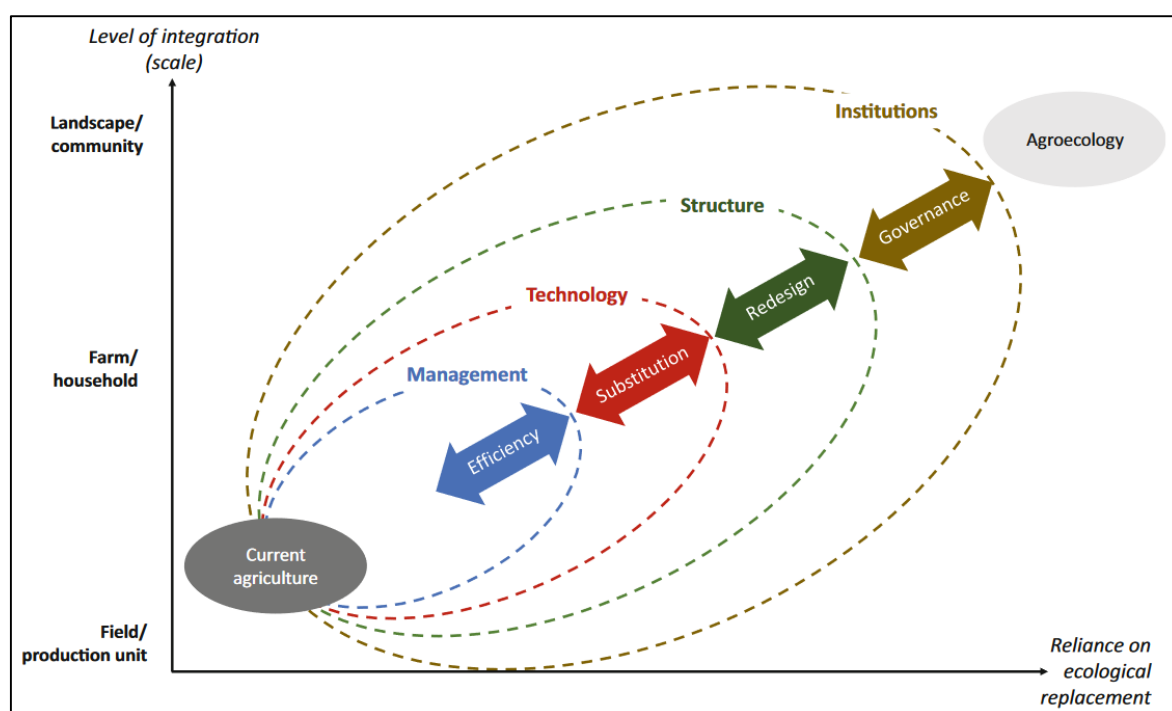 Level of integration
(scale)
Landscape/
community
Institutions
Agroecology
Governance
Structure
Redesign
Technology
Substitution
Farm/
household
Management
Efficiency
Current
agriculture
Field/
production unit
Reliance on
ecological
replacement